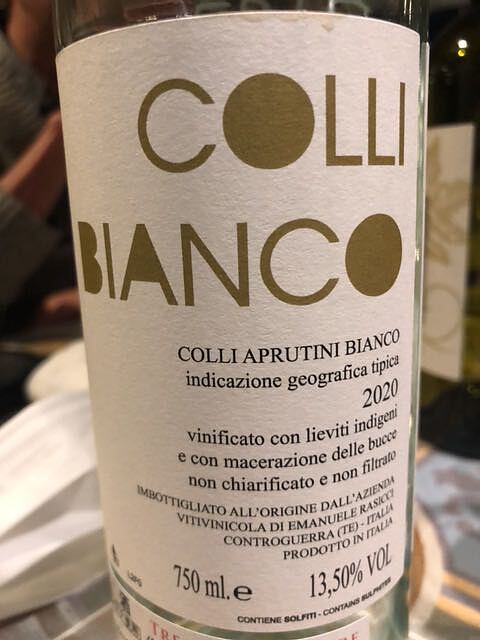 COLLI
BIANCO
COLLI APRUTINI BIANCO
indicazione geografica tipica
2020
vinificato con lieviti indigeni
e con macerazione delle bucce
non chiarificato e non filtrato
IMBOTTIGLIATO ALL'ORIGINE DALL'AZIENDA
VITIVINICOLA DI EMANUELE RASICCI
CONTROGUERRA (TE) - ITALIA
PRODOTTO IN ITALIA
750 ml.e 13,50% VOL
CONTIENE SOLFITI - CONTAINS SULPHITES